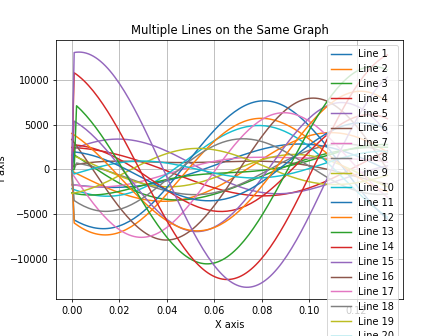 Multiple Lines on the Same Graph
10000
5000
0
−5000
−10000
0.00
0.02
0.04
0.06
0.08
0.10
X axis
axis
Line 1
Line 2
Line 3
Line 4
Line 5
Line 6
Line 7
Line 8
Line 9
Line 10
Line 11
Line 12
Line 13
Line 14
Line 15
Line 16
Line 17
Line 18
Line 19
Line 20